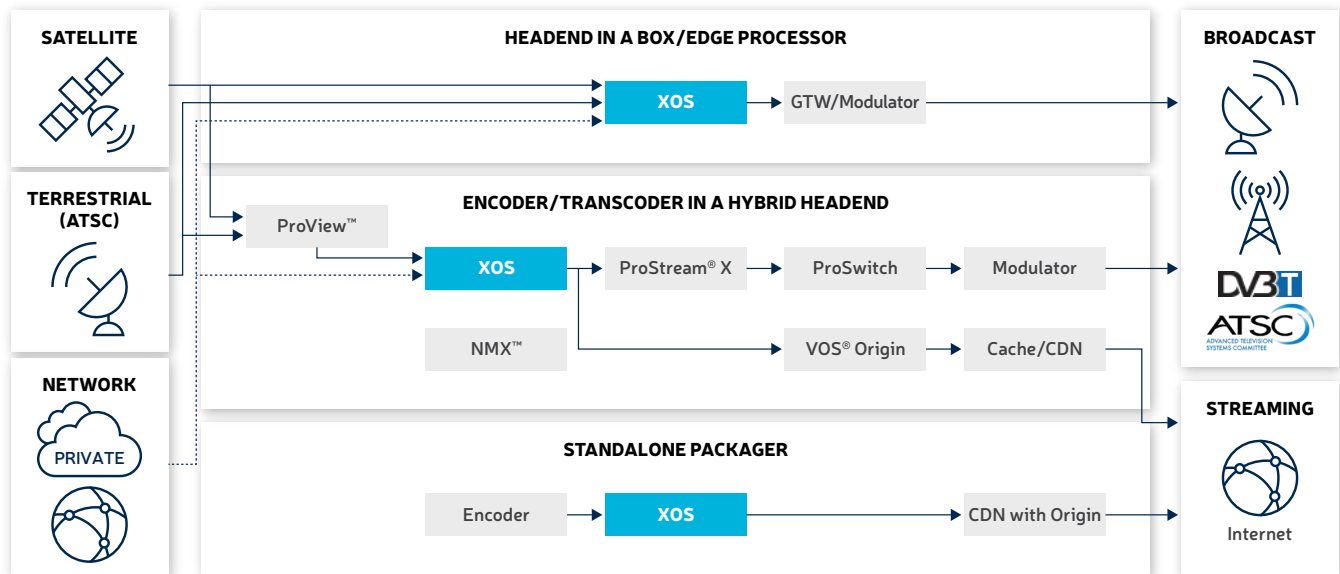 SATELLITE
TERRESTRIAL
(ATSC)
NETWORK
PRIVATE
HEADEND IN A BOX/EDGE PROCESSOR
XOS
GTW/Modulator
ENCODER/TRANSCODER IN A HYBRID HEADEND
ProView™
XOS
ProStream® X
ProSwitch
Modulator
NMX™
VOS® Origin
Cache/CDN
STANDALONE PACKAGER
Encoder
XOS
CDN with Origin
BROADCAST
DVB T
ATSC
ADVANCED TELEVISION
SYSTEMS COMMITTEE
STREAMING
Internet